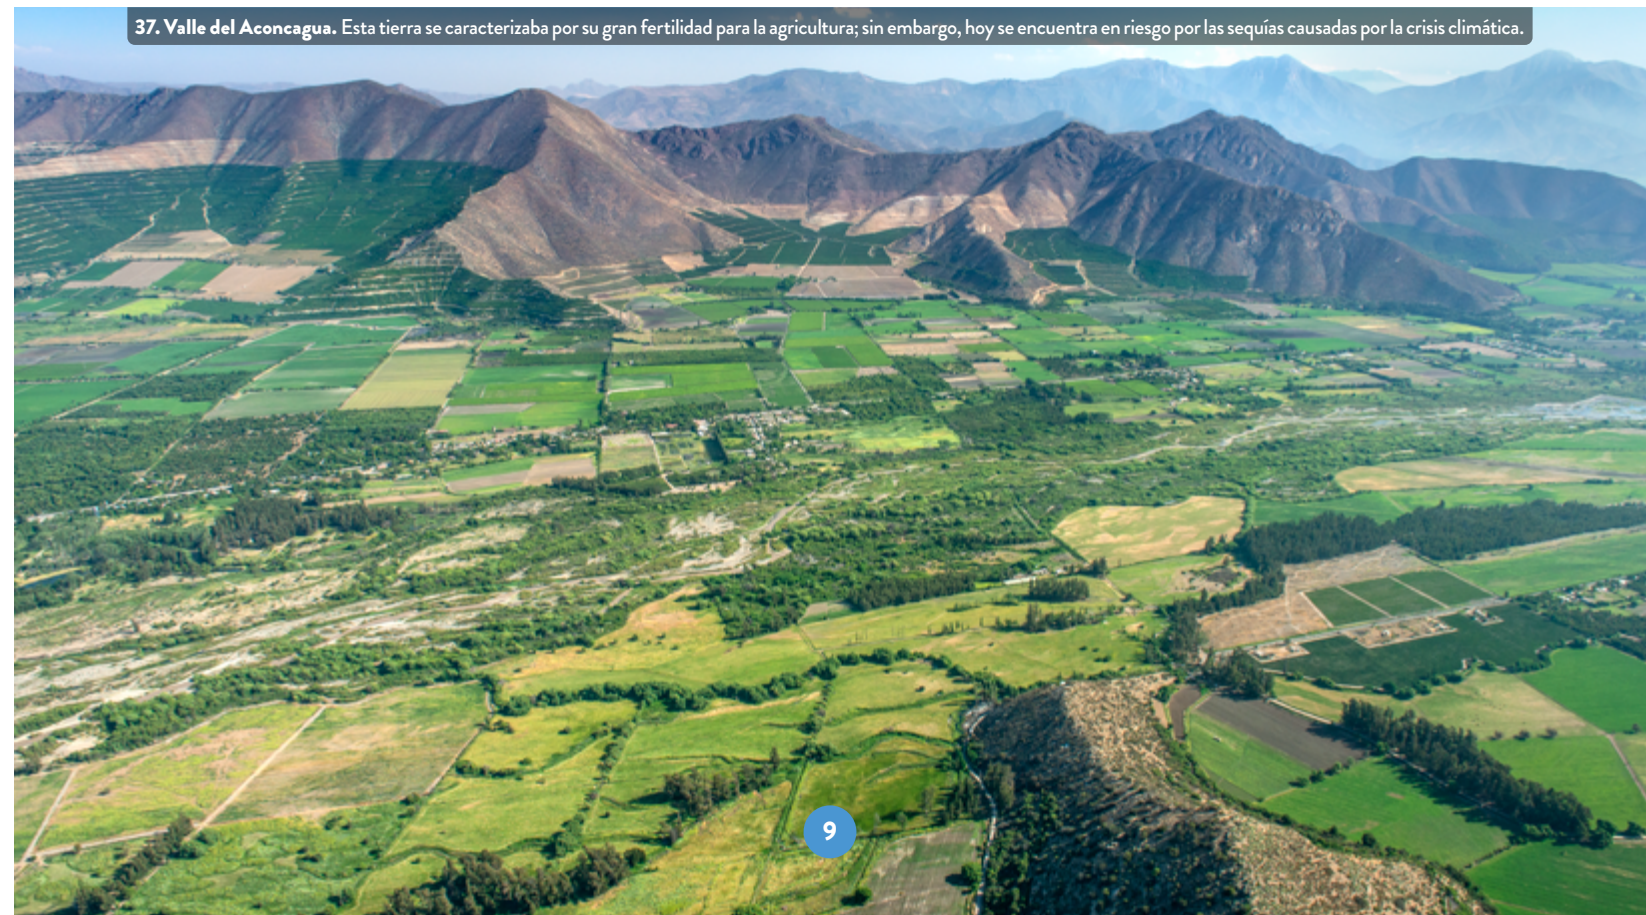 37. Valle del Aconcagua. Esta tierra se caracterizaba por su gran fertilidad para la agricultura; sin embargo, hoy se encuentra en riesgo por las sequías causadas por la crisis climática.
9